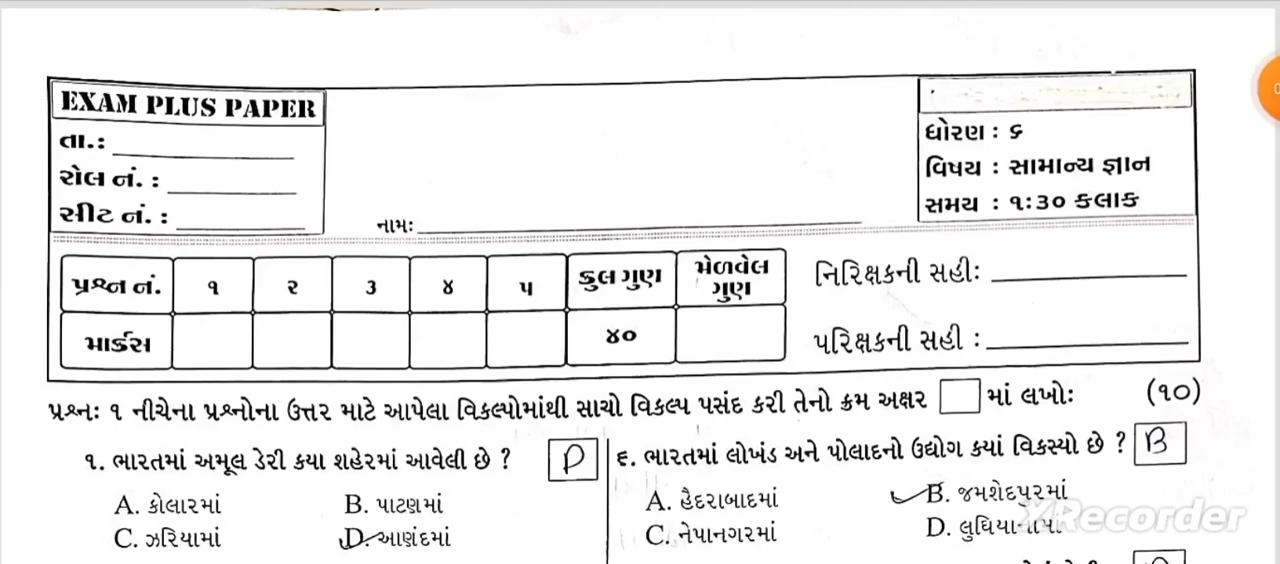 EXAM PLUS PAPER
તા.:
રોલ નં. :
સીટ નં. :
નામઃ
ધોરણ : ૬
વિષય : સામાન્ય જ્ઞાન
સમય : ૧:૩૦ કલાક
પ્રશ્ન નં. ૧ ૨ ૩ ૪ ૫ કુલ ગુણ મેળવેલ ગુણ
માર્ક્સ ૪૦
નિરિક્ષકની સહીઃ
પરિક્ષકની સહી :
પ્રશ્નઃ ૧ નીચેના પ્રશ્નોના ઉત્તર માટે આપેલા વિકલ્પોમાંથી સાચો વિકલ્પ પસંદ કરી તેનો ક્રમ અક્ષર માં લખોઃ (૧૦)
૧. ભારતમાં અમૂલ ડેરી કયા શહેરમાં આવેલી છે ? D
A. કોલારમાં B. પાટણમાં
C. ઝરિયામાં D. આણંદમાં
૬. ભારતમાં લોખંડ અને પોલાદનો ઉદ્યોગ ક્યાં વિકસ્યો છે ? B
A. હૈદરાબાદમાં B. જમશેદપુરમાં
C. નેપાનગરમાં D. લુધિયાનામાં
XRecorder